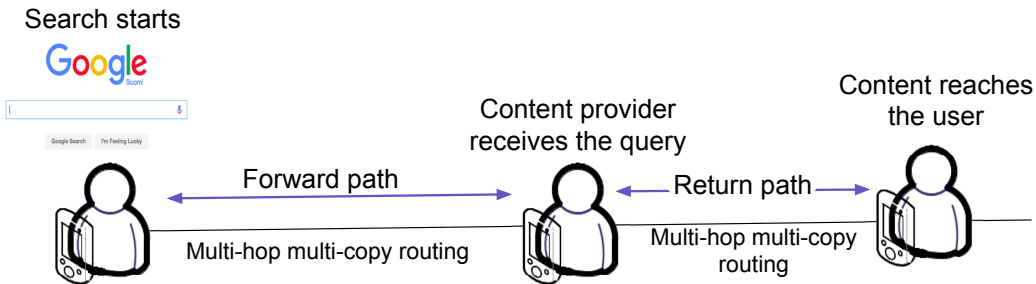 Search starts
Google
Suomi
Google Search I'm Feeling Lucky
Content provider
receives the query
Content reaches
the user
Forward path
Return path
Multi-hop multi-copy routing
Multi-hop multi-copy
routing